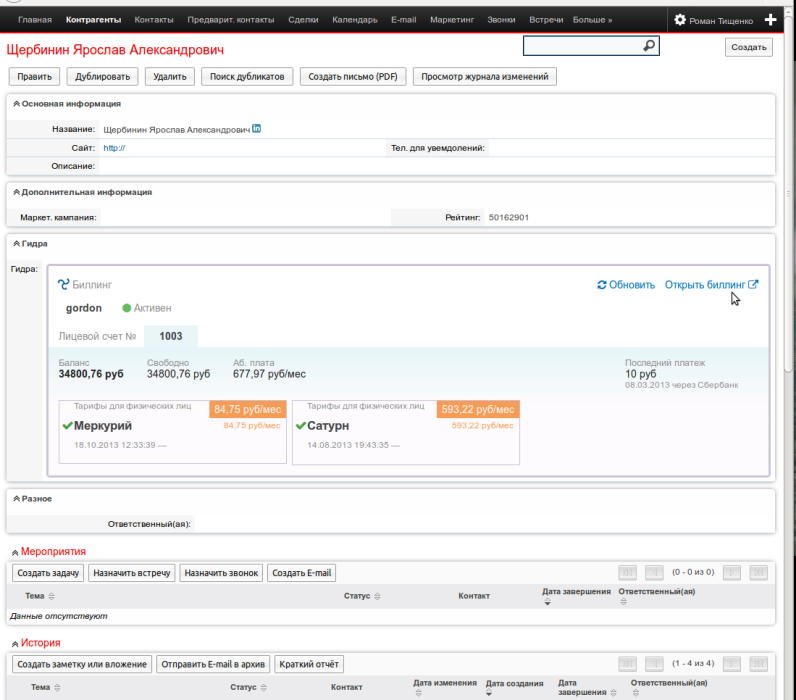 Главная Контрагенты Контакты Предварит. контакты Сделки Календарь E-mail Маркетинг Звонки Встречи Больше » Роман Тищенко
Щербинин Ярослав Александрович Создать
Править Дублировать Удалить Поиск дубликатов Создать письмо (PDF) Просмотр журнала изменений
Основная информация
Название: Щербинин Ярослав Александрович in
Сайт: http:// Тел. для увемдолений:
Описание:
Дополнительная информация
Маркет. кампания: Рейтинг: 50162901
Гидра
Гидра:
Биллинг Обновить Открыть биллинг
gordon Активен
Лицевой счет № 1003
Баланс Свободно Аб. плата Последний платеж
34800,76 руб 34800,76 руб 677,97 руб/мес 10 руб
08.03.2013 через Сбербанк
Тарифы для физических лиц 84,75 руб/мес Тарифы для физических лиц 593,22 руб/мес
Меркурий 84,75 руб/мес Сатурн 593,22 руб/мес
18.10.2013 12:33:39 — 14.08.2013 19:43:35 —
Разное
Ответственный(ая):
Мероприятия
Создать задачу Назначить встречу Назначить звонок Создать E-mail (0 - 0 из 0)
Тема Статус Контакт Дата завершения Ответственный(ая)
Данные отсутствуют
История
Создать заметку или вложение Отправить E-mail в архив Краткий отчёт (1 - 4 из 4)
Тема Статус Контакт Дата изменения Дата создания Дата завершения Ответственный(ая)